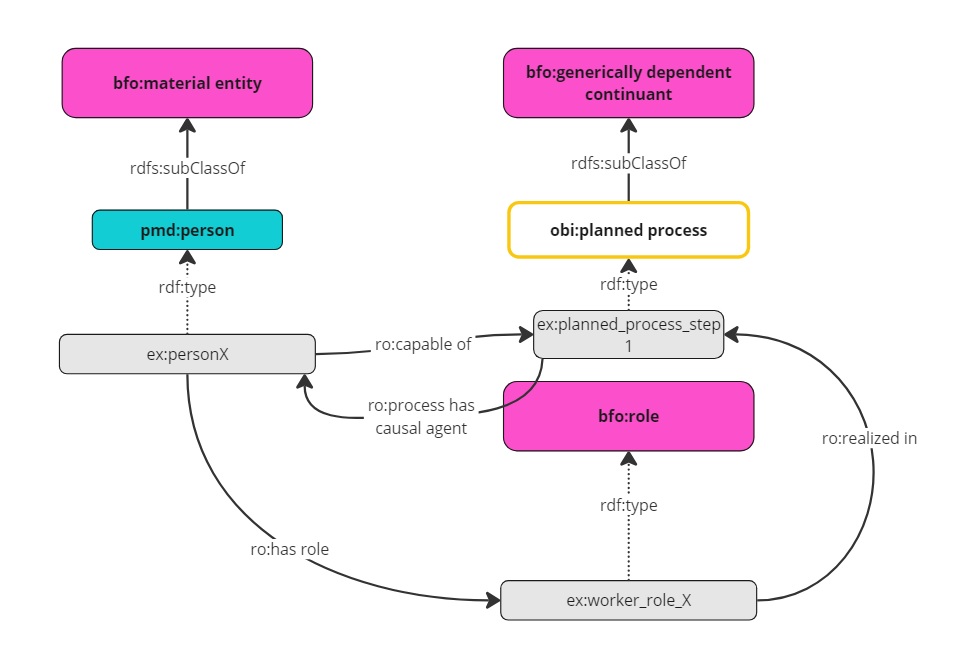 bfo:material entity
bfo:generically dependent
continuant
rdfs:subClassOf
rdfs:subClassOf
pmd:person
obi:planned process
rdf:type
rdf:type
ex:personX
ro:capable of
ex:planned_process_step
1
ro:process has
causal agent
bfo:role
ro:realized in
rdf:type
ro:has role
ex:worker_role_X